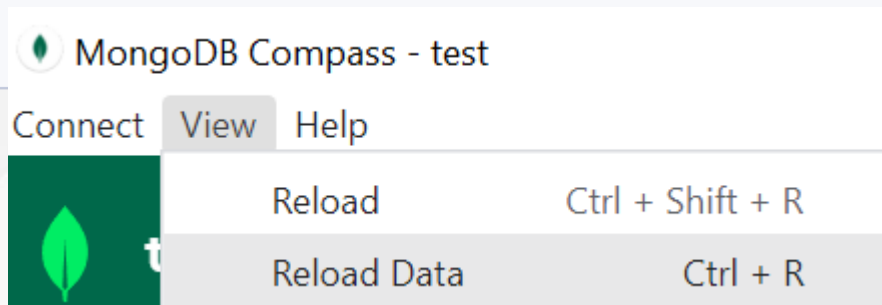 MongoDB Compass - test
Connect View Help
Reload Ctrl + Shift + R
t
Reload Data Ctrl + R